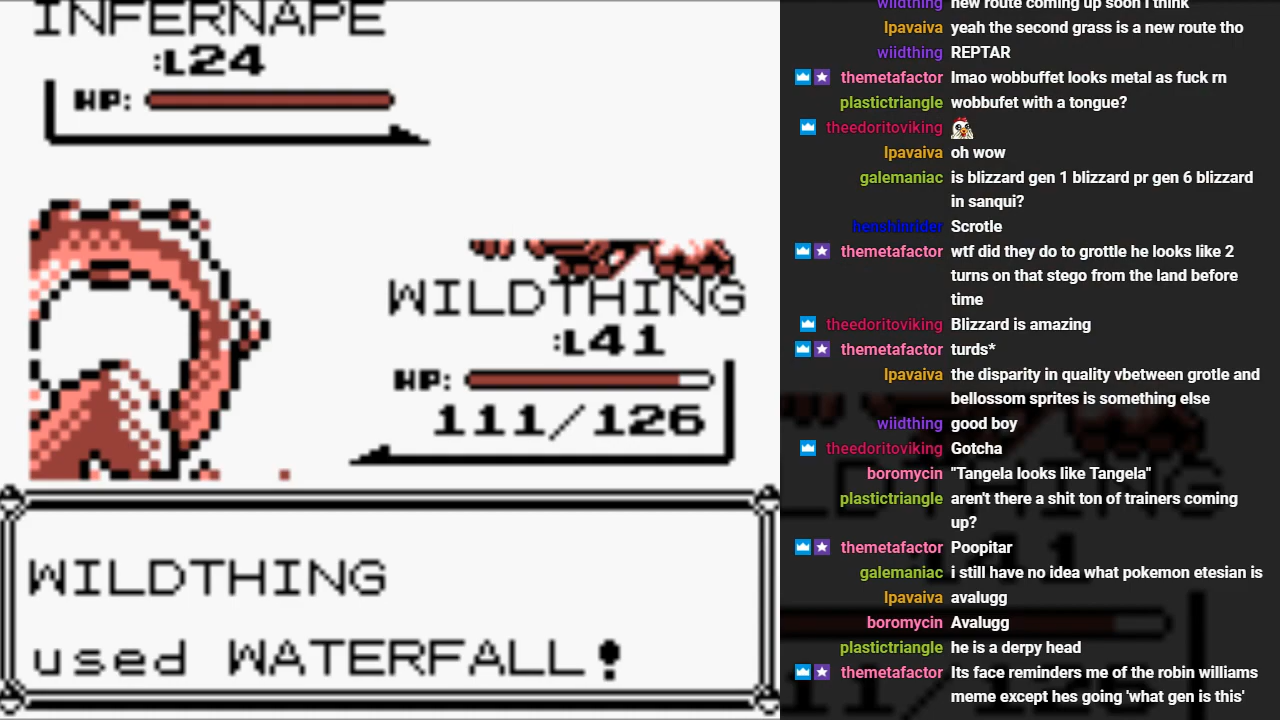 INFERNAPE
:L24
HP:
WILDTHING
:L41
HP:
111/126
WILDTHING
used WATERFALL!
wiidthing new route coming up soon i think
lpavaiva yeah the second grass is a new route tho
wiidthing REPTAR
themetafactor lmao wobbuffet looks metal as fuck rn
plastictriangle wobbufet with a tongue?
theedoritoviking
lpavaiva oh wow
galemaniac is blizzard gen 1 blizzard pr gen 6 blizzard
in sanqui?
henshinrider Scrotle
themetafactor wtf did they do to grottle he looks like 2
turns on that stego from the land before
time
theedoritoviking Blizzard is amazing
themetafactor turds*
lpavaiva the disparity in quality vbetween grotle and
bellossom sprites is something else
wiidthing good boy
theedoritoviking Gotcha
boromycin "Tangela looks like Tangela"
plastictriangle aren't there a shit ton of trainers coming
up?
themetafactor Poopitar
galemaniac i still have no idea what pokemon etesian is
lpavaiva avalugg
boromycin Avalugg
plastictriangle he is a derpy head
themetafactor Its face reminders me of the robin williams
meme except hes going 'what gen is this'